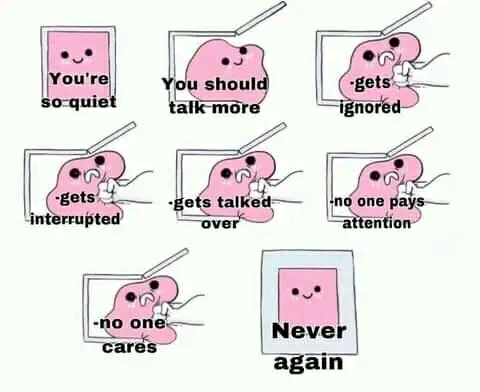 You're
so quiet
You should
talk more
-gets
ignored
-gets
interrupted
-gets talked
over
-no one pays
attention
-no one
cares
Never
again